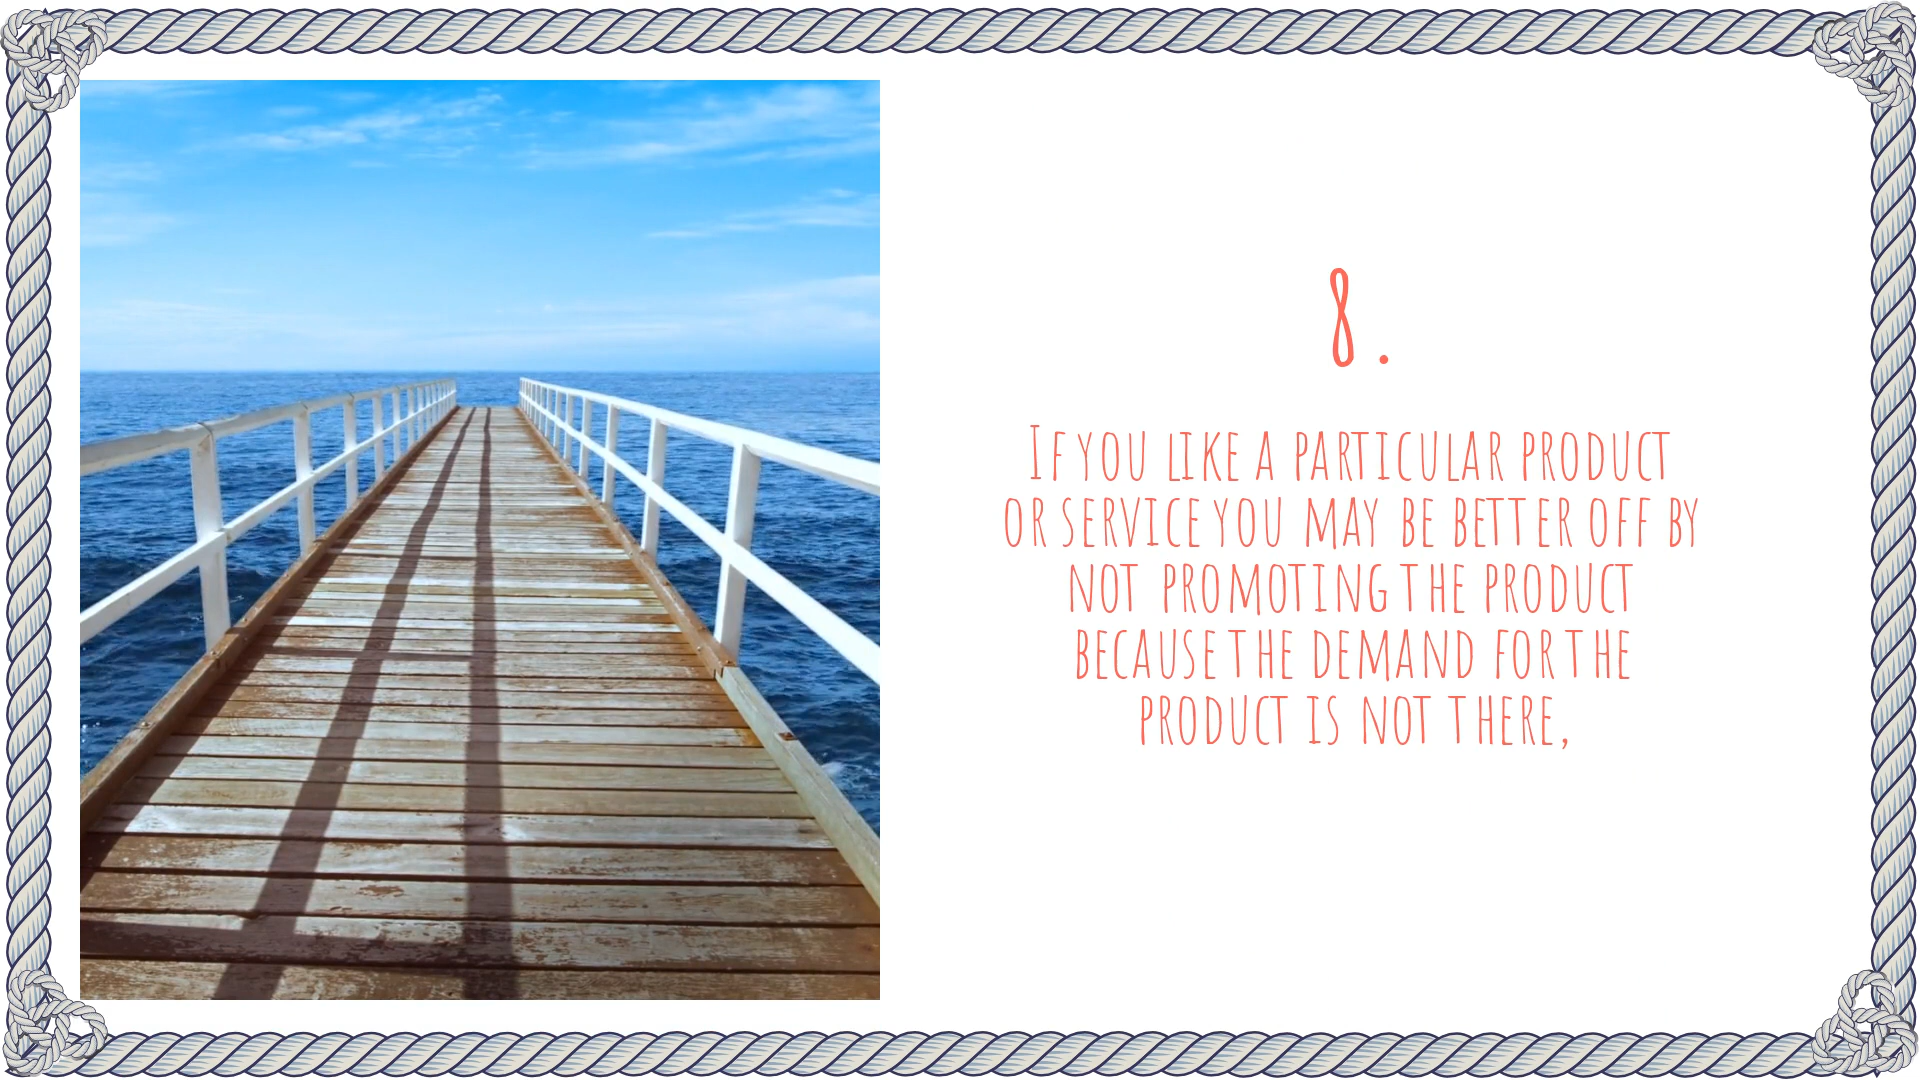 8.
If you like a particular product
or service you may be better off by
not promoting the product
because the demand for the
product is not there,